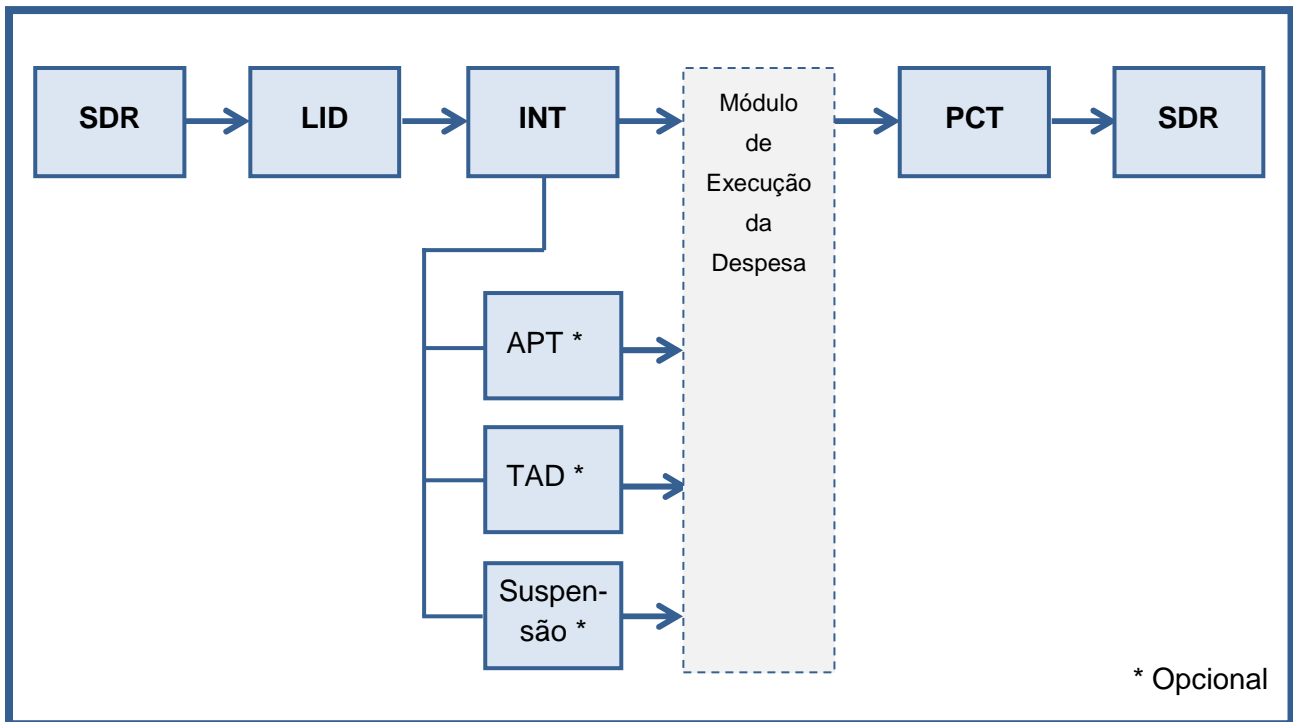 SDR
LID
INT
Módulo
de
Execução
da
Despesa
PCT
SDR
APT *
TAD *
Suspen-
são *
* Opcional